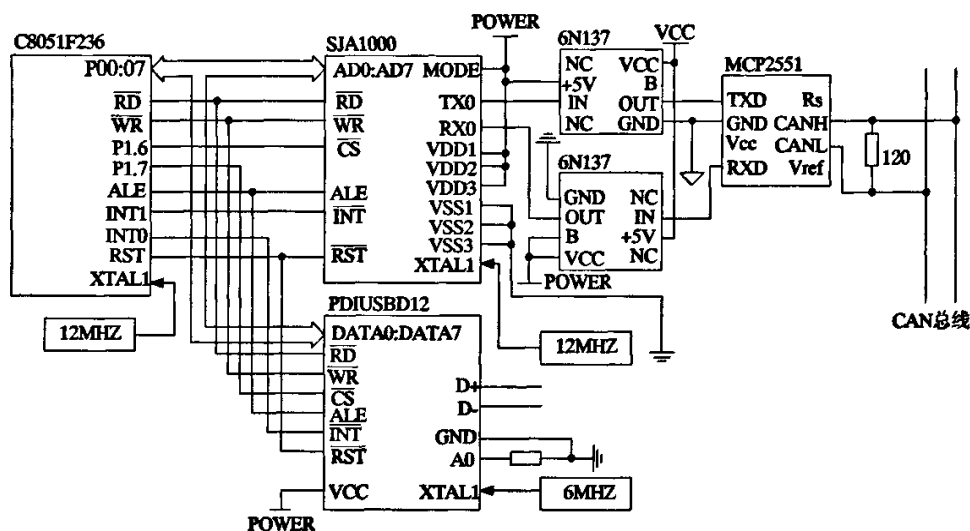 C8051F236
P00:07
RD
WR
P1.6
P1.7
ALE
INT1
INT0
RST
XTAL1
12MHZ
SJA1000
AD0:AD7
RD
WR
CS
ALE
INT
RST
MODE
TX0
RX0
VDD1
VDD2
VDD3
VSS1
VSS2
VSS3
XTAL1
12MHZ
POWER
6N137
NC
+5V
IN
NC
VCC
B
OUT
GND
VCC
6N137
GND
OUT
B
VCC
NC
IN
+5V
NC
POWER
MCP2551
TXD
GND
Vcc
RXD
Rs
CANH
CANL
Vref
120
CAN总线
PDIUSBD12
DATA0:DATA7
RD
WR
CS
ALE
INT
RST
VCC
D+
D-
GND
A0
XTAL1
6MHZ
POWER